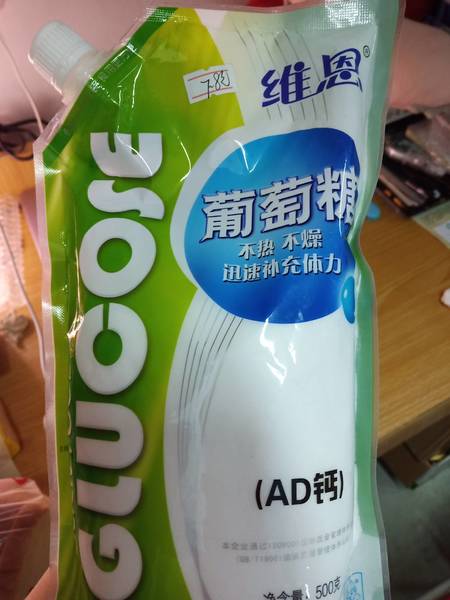 维恩®
7.80
葡萄糖
不热 不燥
迅速补充体力
GLUCOSE
(AD钙)
净含量：500克